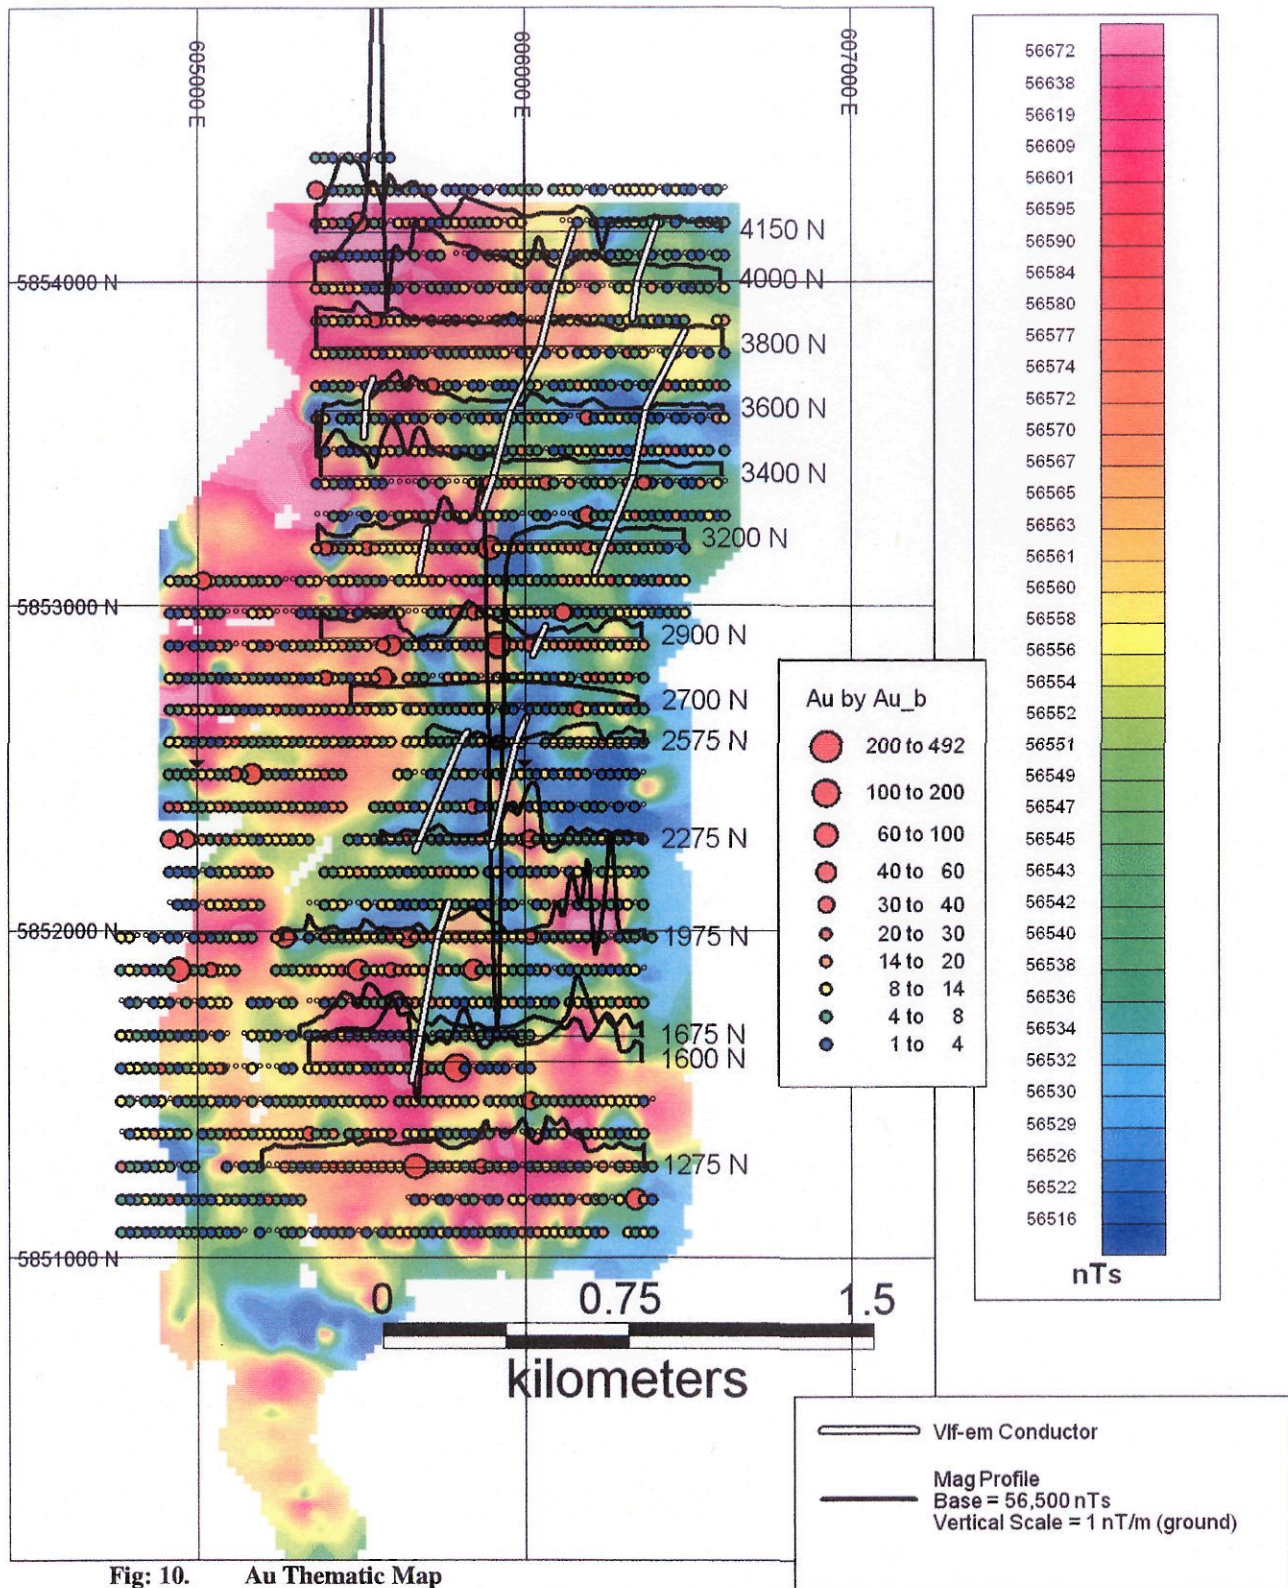 605000 E
606000 E
607000 E
5854000 N
5853000 N
5852000 N
5851000 N
4150 N
4000 N
3800 N
3600 N
3400 N
3200 N
2900 N
2700 N
2575 N
2275 N
1975 N
1675 N
1600 N
1275 N
56672
56638
56619
56609
56601
56595
56590
56584
56580
56577
56574
56572
56570
56567
56565
56563
56561
56560
56558
56556
56554
56552
56551
56549
56547
56545
56543
56542
56540
56538
56536
56534
56532
56530
56529
56526
56522
56516
nTs
Au by Au_b
200 to 492
100 to 200
60 to 100
40 to 60
30 to 40
20 to 30
14 to 20
8 to 14
4 to 8
1 to 4
0 0.75 1.5
kilometers
Vlf-em Conductor
Mag Profile
Base = 56,500 nTs
Vertical Scale = 1 nT/m (ground)
Fig: 10. Au Thematic Map